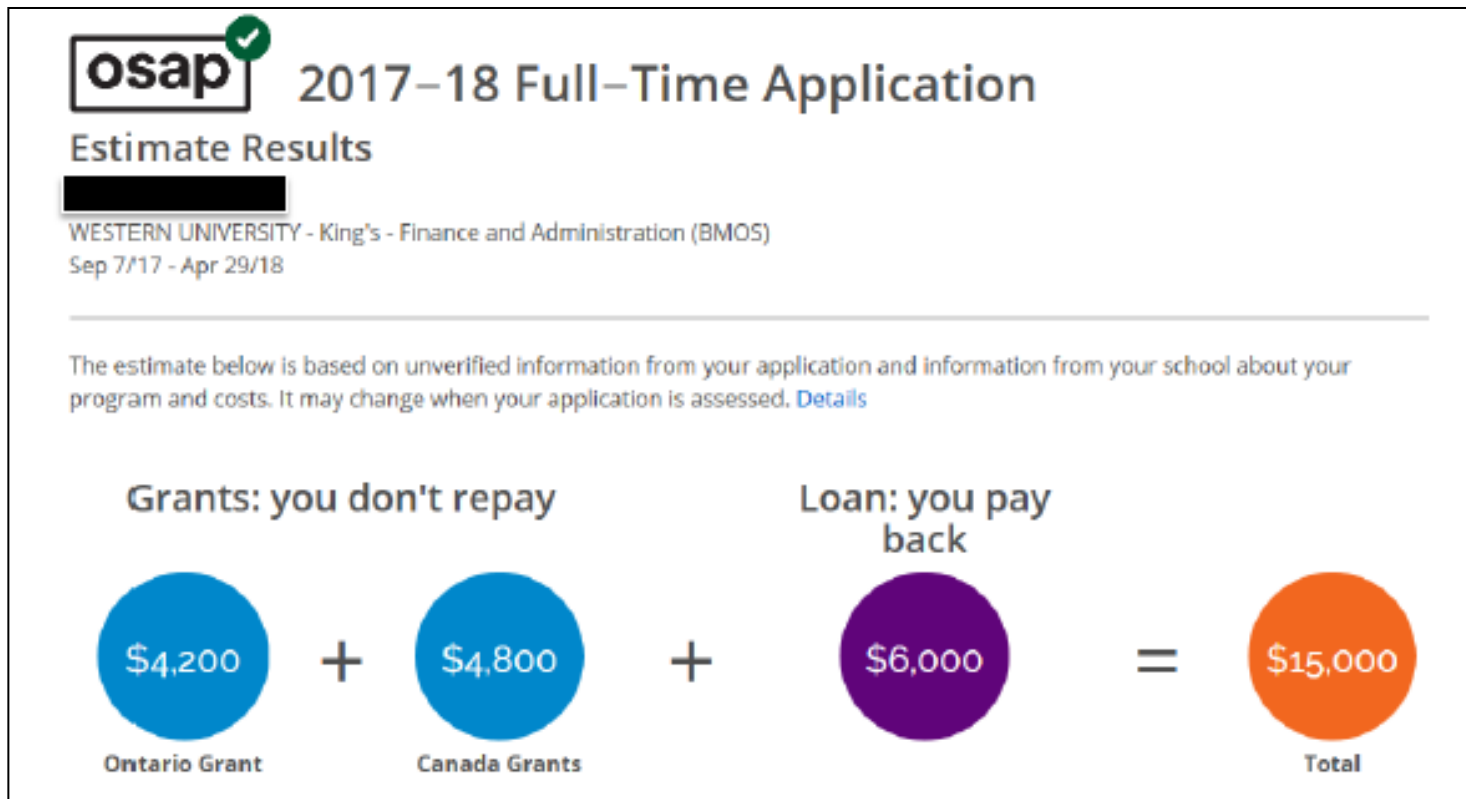 osap
2017–18 Full–Time Application
Estimate Results
WESTERN UNIVERSITY - King's - Finance and Administration (BMOS)
Sep 7/17 - Apr 29/18
The estimate below is based on unverified information from your application and information from your school about your
program and costs. It may change when your application is assessed. Details
Grants: you don't repay
Loan: you pay
back
$4,200 + $4,800 + $6,000 = $15,000
Ontario Grant
Canada Grants
Total